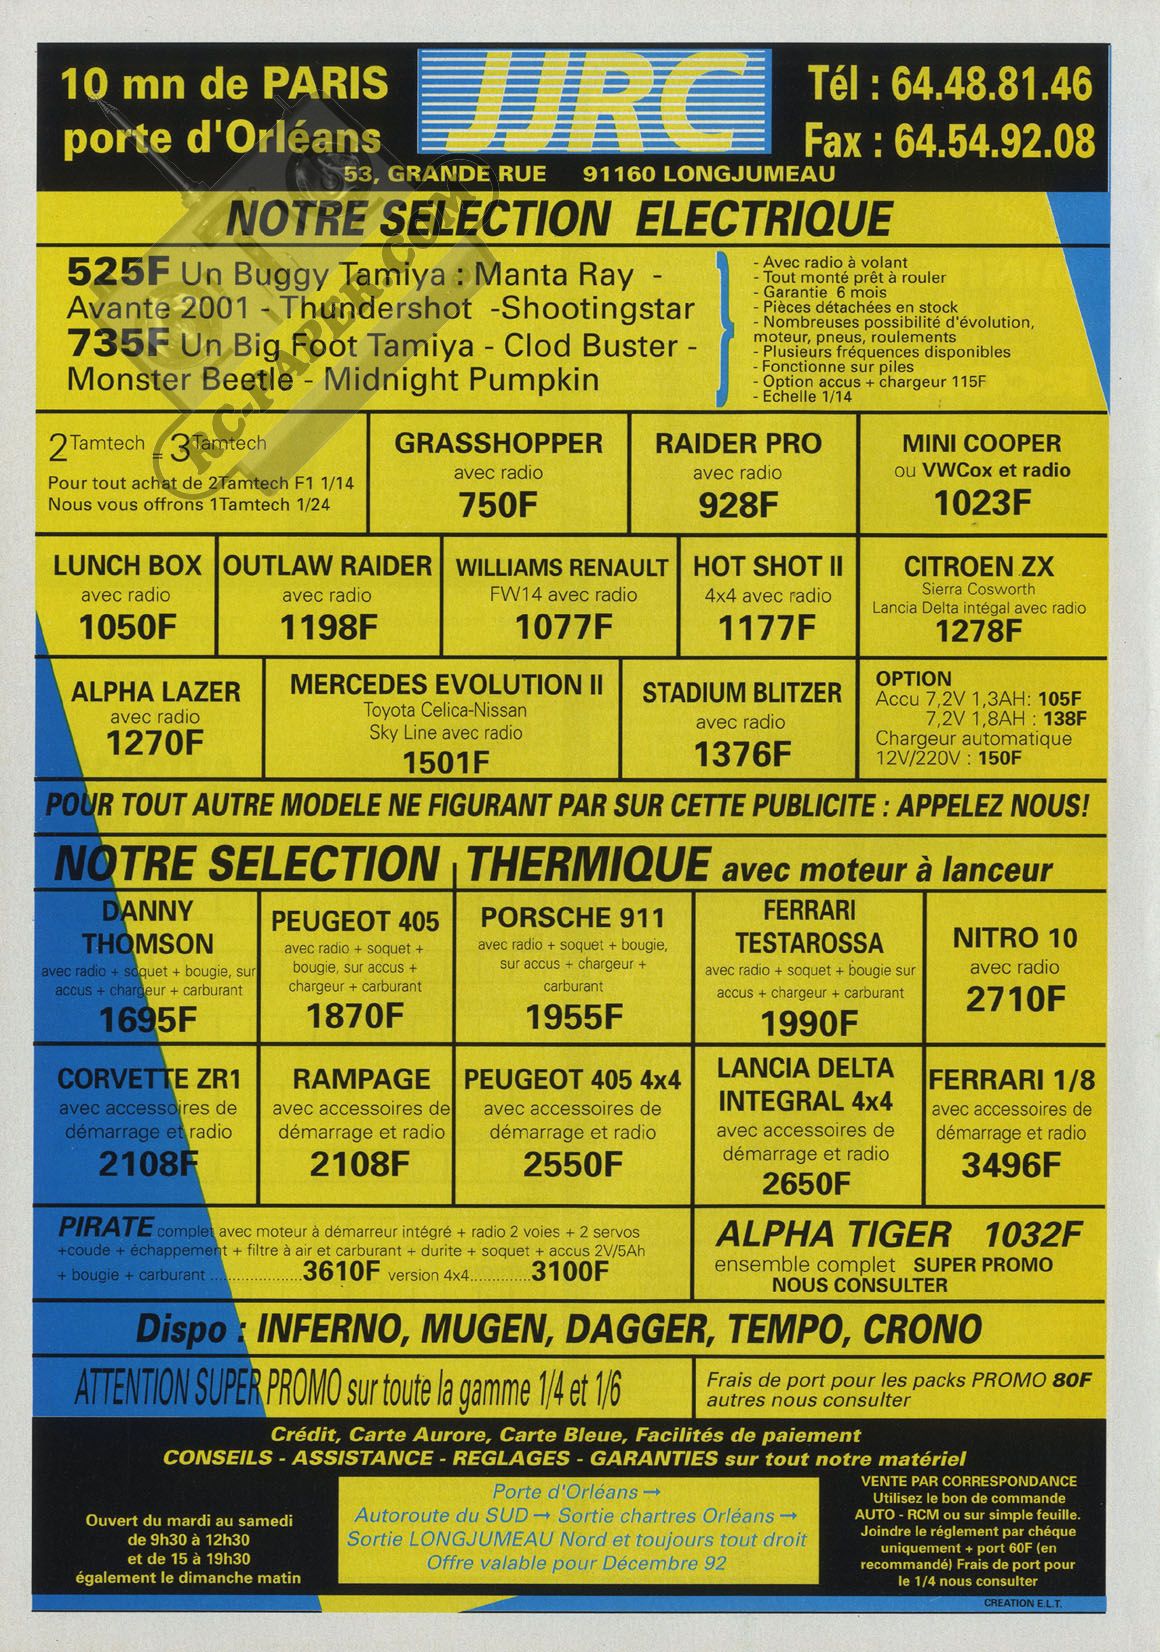 10 mn de PARIS
porte d'Orléans
JJRC
Tél : 64.48.81.46
Fax : 64.54.92.08
53, GRANDE RUE 91160 LONGJUMEAU
NOTRE SELECTION ELECTRIQUE
525F Un Buggy Tamiya : Manta Ray -
Avante 2001 - Thundershot -Shootingstar
735F Un Big Foot Tamiya - Clod Buster -
Monster Beetle - Midnight Pumpkin
- Avec radio à volant
- Tout monté prêt à rouler
- Garantie 6 mois
- Pièces détachées en stock
- Nombreuses possibilité d'évolution,
moteur, pneus, roulements
- Plusieurs fréquences disponibles
- Fonctionne sur piles
- Option accus + chargeur 115F
- Echelle 1/14
RC-PAPER.COM
2 Tamtech = 3 Tamtech
Pour tout achat de 2Tamtech F1 1/14
Nous vous offrons 1Tamtech 1/24
GRASSHOPPER
avec radio
750F
RAIDER PRO
avec radio
928F
MINI COOPER
ou VWCox et radio
1023F
LUNCH BOX
avec radio
1050F
OUTLAW RAIDER
avec radio
1198F
WILLIAMS RENAULT
FW14 avec radio
1077F
HOT SHOT II
4x4 avec radio
1177F
CITROEN ZX
Sierra Cosworth
Lancia Delta intégal avec radio
1278F
ALPHA LAZER
avec radio
1270F
MERCEDES EVOLUTION II
Toyota Celica-Nissan
Sky Line avec radio
1501F
STADIUM BLITZER
avec radio
1376F
OPTION
Accu 7,2V 1,3AH: 105F
7,2V 1,8AH : 138F
Chargeur automatique
12V/220V : 150F
POUR TOUT AUTRE MODELE NE FIGURANT PAR SUR CETTE PUBLICITE : APPELEZ NOUS!
NOTRE SELECTION THERMIQUE avec moteur à lanceur
DANNY
THOMSON
avec radio + soquet + bougie, sur
accus + chargeur + carburant
1695F
PEUGEOT 405
avec radio + soquet +
bougie, sur accus +
chargeur + carburant
1870F
PORSCHE 911
avec radio + soquet + bougie,
sur accus + chargeur +
carburant
1955F
FERRARI
TESTAROSSA
avec radio + soquet + bougie sur
accus + chargeur + carburant
1990F
NITRO 10
avec radio
2710F
CORVETTE ZR1
avec accessoires de
démarrage et radio
2108F
RAMPAGE
avec accessoires de
démarrage et radio
2108F
PEUGEOT 405 4x4
avec accessoires de
démarrage et radio
2550F
LANCIA DELTA
INTEGRAL 4x4
avec accessoires de
démarrage et radio
2650F
FERRARI 1/8
avec accessoires de
démarrage et radio
3496F
PIRATE complet avec moteur à démarreur intégré + radio 2 voies + 2 servos
+coude + échappement + filtre à air et carburant + durite + soquet + accus 2V/5Ah
+ bougie + carburant ..................3610F version 4x4.............3100F
ALPHA TIGER 1032F
ensemble complet SUPER PROMO
NOUS CONSULTER
Dispo : INFERNO, MUGEN, DAGGER, TEMPO, CRONO
ATTENTION SUPER PROMO sur toute la gamme 1/4 et 1/6
Frais de port pour les packs PROMO 80F
autres nous consulter
Crédit, Carte Aurore, Carte Bleue, Facilités de paiement
CONSEILS - ASSISTANCE - REGLAGES - GARANTIES sur tout notre matériel
Ouvert du mardi au samedi
de 9h30 à 12h30
et de 15 à 19h30
également le dimanche matin
Porte d'Orléans →
Autoroute du SUD → Sortie chartres Orléans →
Sortie LONGJUMEAU Nord et toujours tout droit
Offre valable pour Décembre 92
VENTE PAR CORRESPONDANCE
Utilisez le bon de commande
AUTO - RCM ou sur simple feuille.
Joindre le réglement par chéque
uniquement + port 60F (en
recommandé) Frais de port pour
le 1/4 nous consulter
CREATION E.L.T.